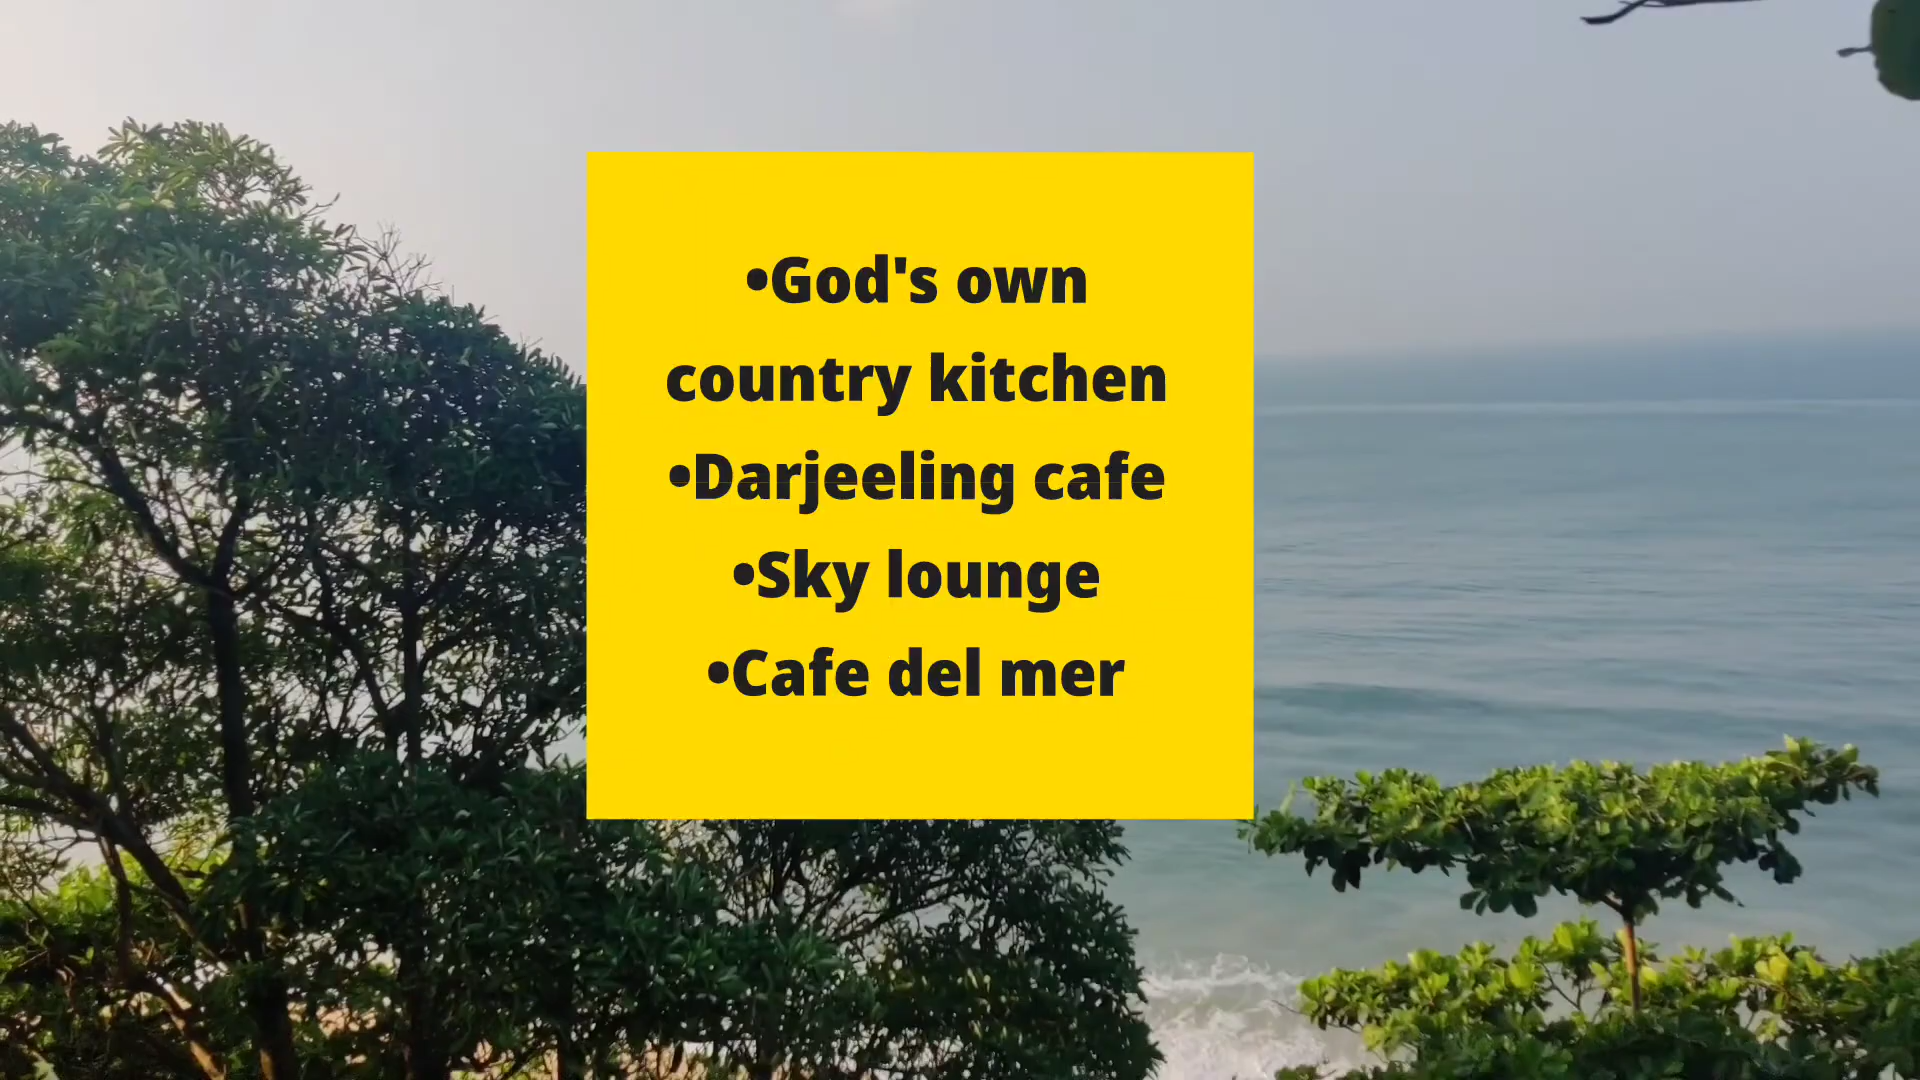 •God's own
country kitchen
•Darjeeling cafe
•Sky lounge
•Cafe del mer